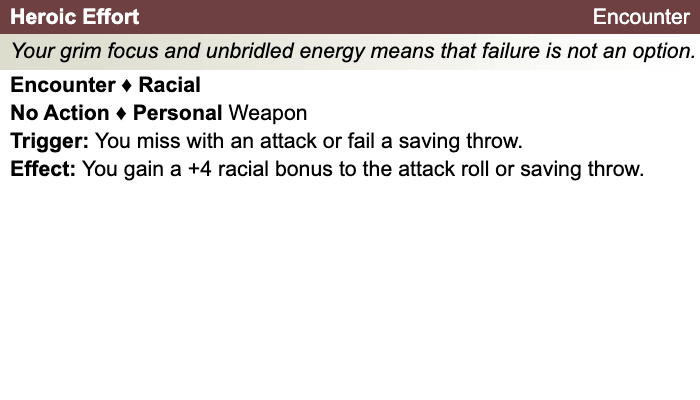 Heroic Effort Encounter
Your grim focus and unbridled energy means that failure is not an option.
Encounter ♦ Racial
No Action ♦ Personal Weapon
Trigger: You miss with an attack or fail a saving throw.
Effect: You gain a +4 racial bonus to the attack roll or saving throw.